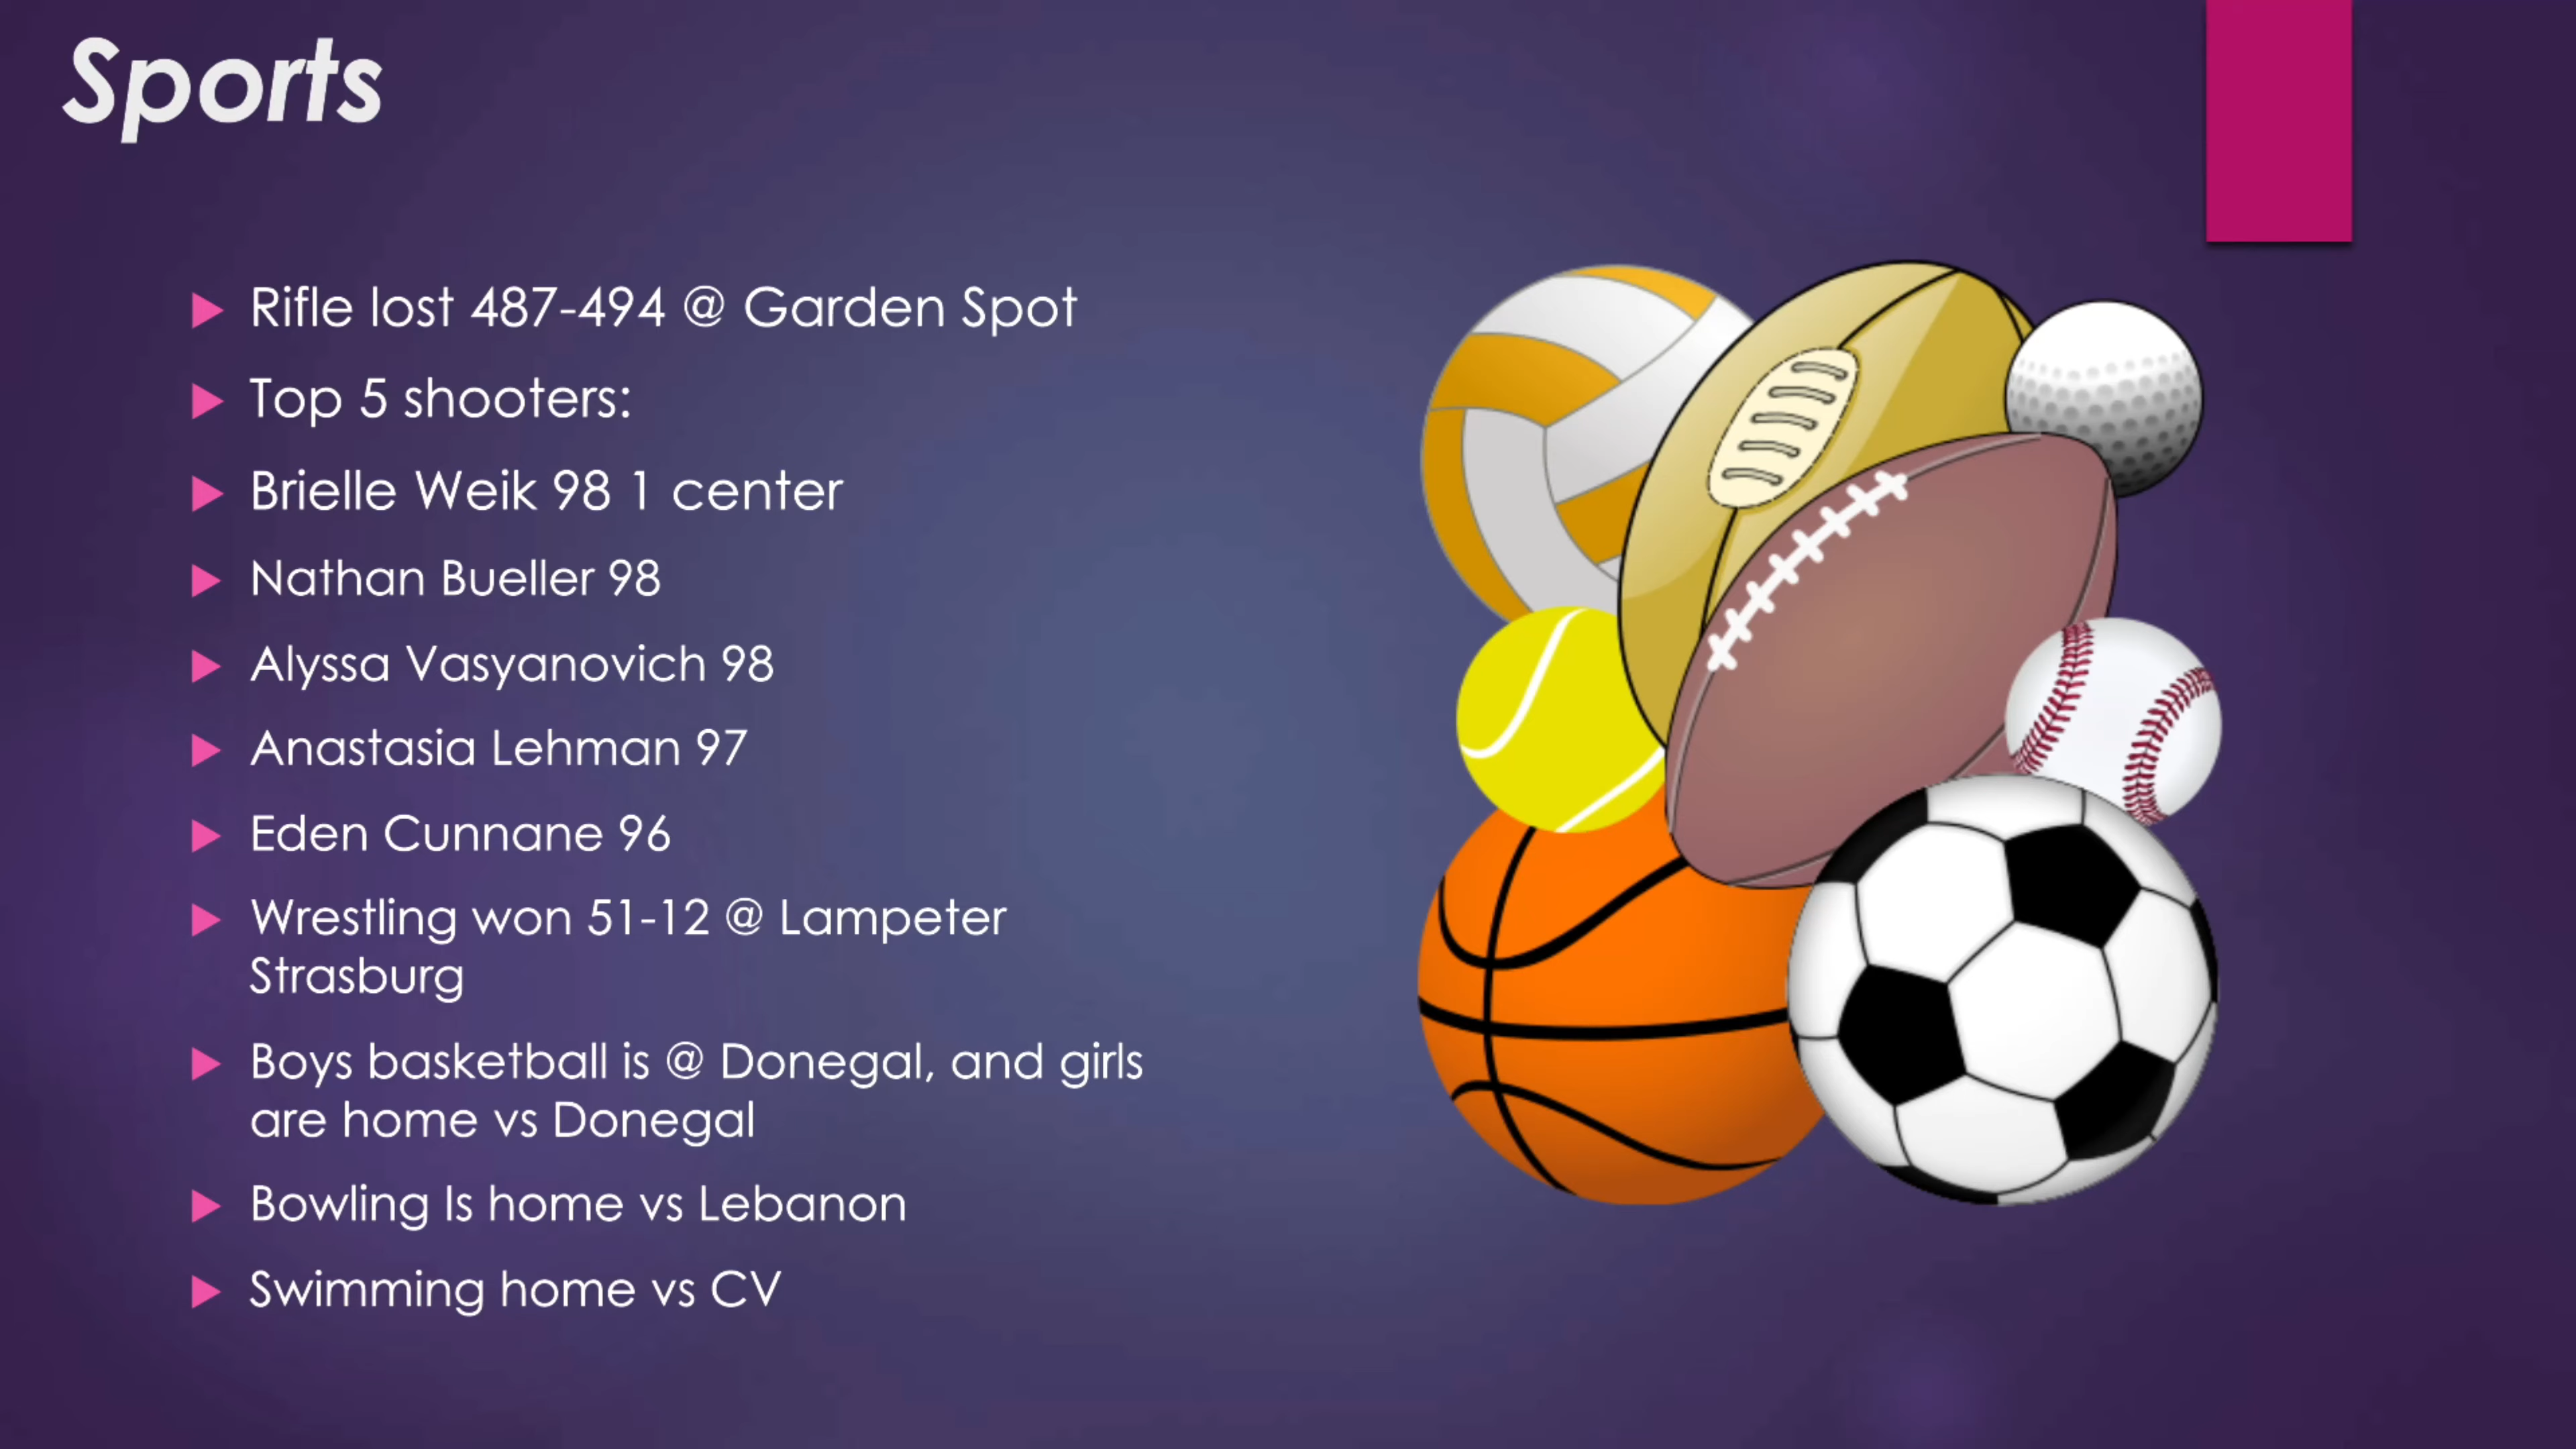 Sports
Rifle lost 487-494 @ Garden Spot
Top 5 shooters:
Brielle Weik 98 1 center
Nathan Bueller 98
Alyssa Vasyanovich 98
Anastasia Lehman 97
Eden Cunnane 96
Wrestling won 51-12 @ Lampeter
Strasburg
Boys basketball is @ Donegal, and girls
are home vs Donegal
Bowling Is home vs Lebanon
Swimming home vs CV